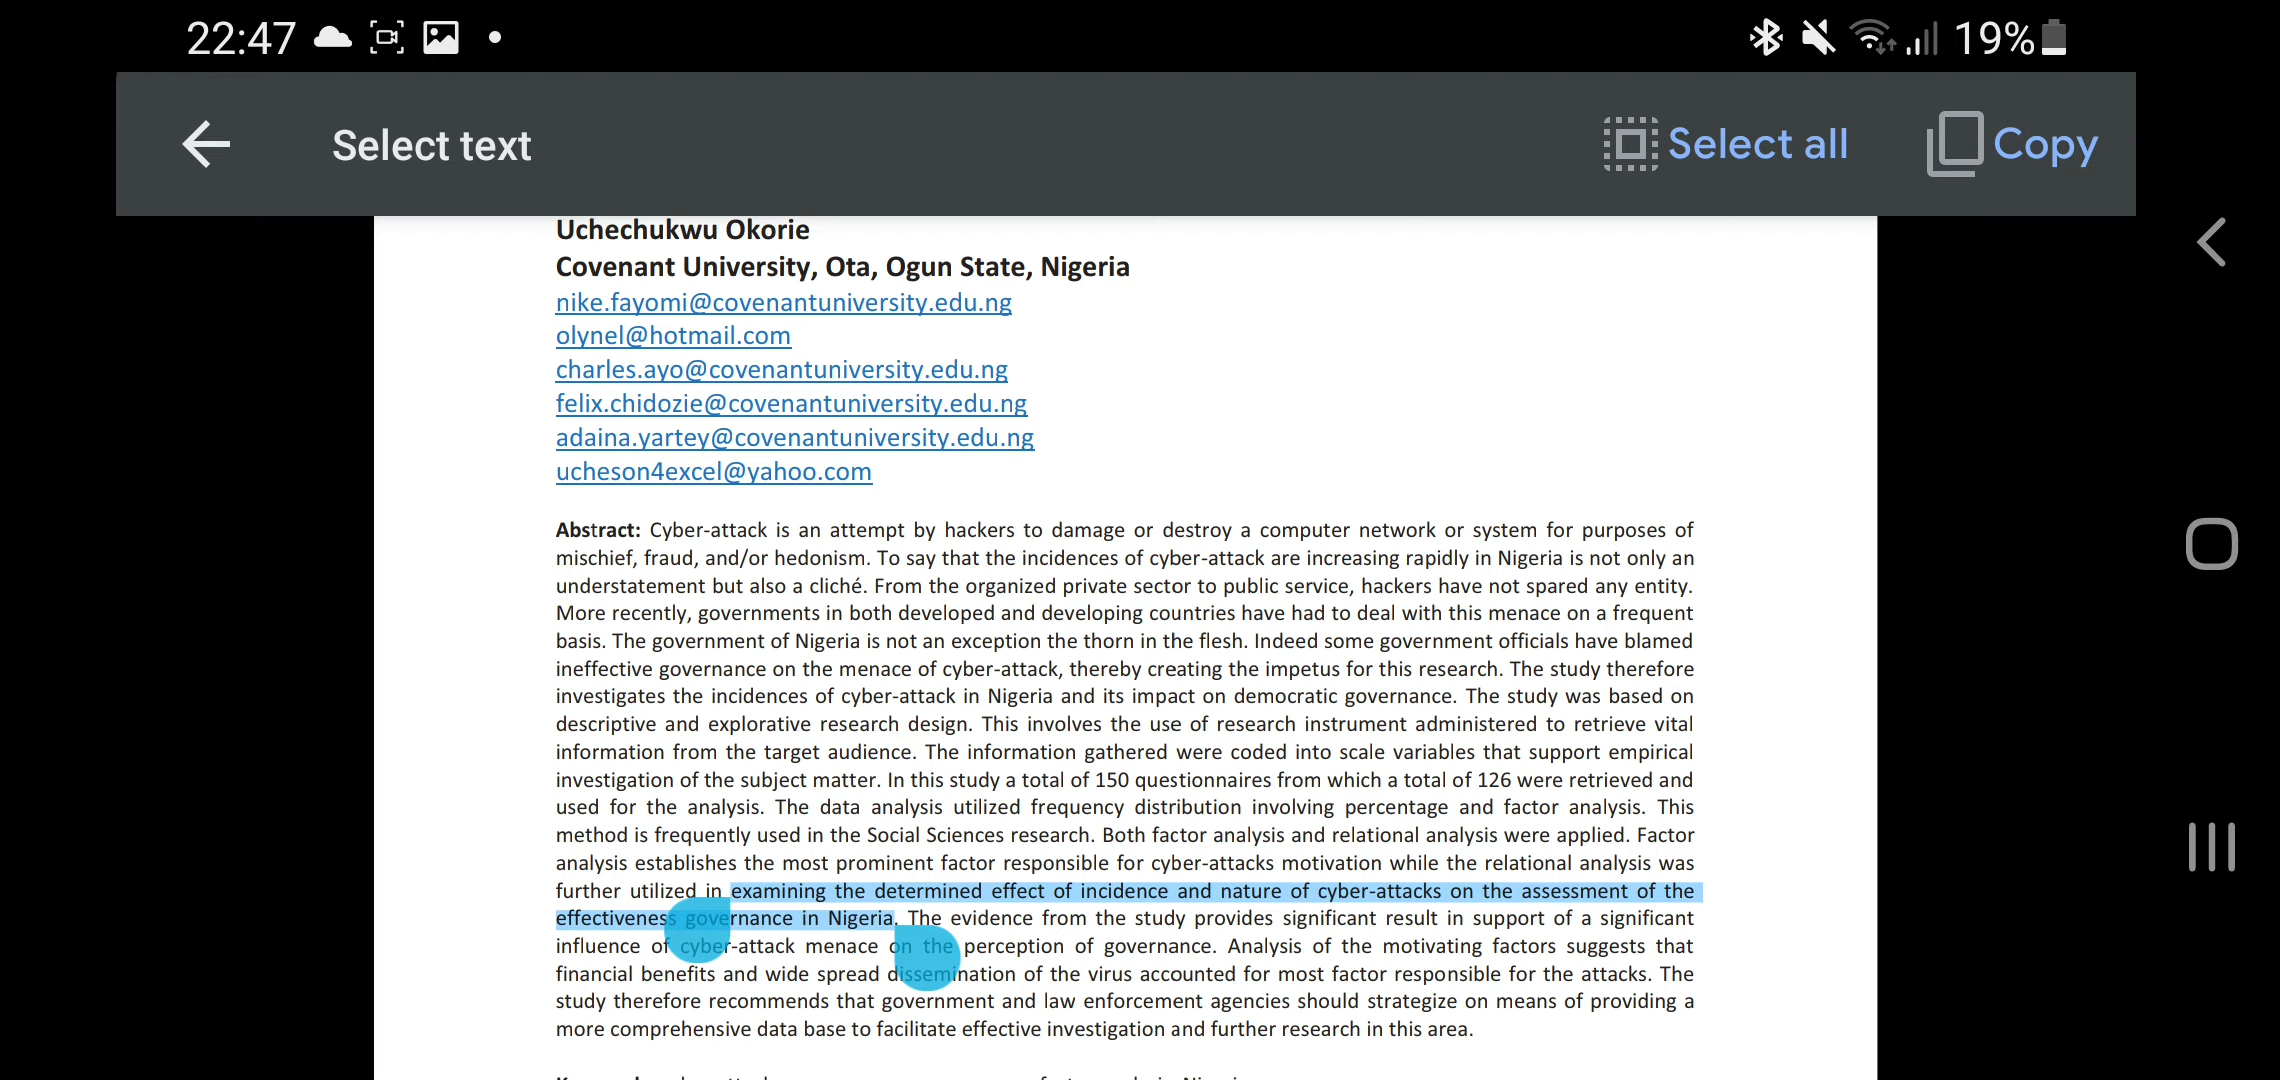 22:47
19%
Select text
Select all
Copy
Uchechukwu Okorie
Covenant University, Ota, Ogun State, Nigeria
nike.fayomi@covenantuniversity.edu.ng
olynel@hotmail.com
charles.ayo@covenantuniversity.edu.ng
felix.chidozie@covenantuniversity.edu.ng
adaina.yartey@covenantuniversity.edu.ng
ucheson4excel@yahoo.com
Abstract: Cyber-attack is an attempt by hackers to damage or destroy a computer network or system for purposes of
mischief, fraud, and/or hedonism. To say that the incidences of cyber-attack are increasing rapidly in Nigeria is not only an
understatement but also a cliché. From the organized private sector to public service, hackers have not spared any entity.
More recently, governments in both developed and developing countries have had to deal with this menace on a frequent
basis. The government of Nigeria is not an exception the thorn in the flesh. Indeed some government officials have blamed
ineffective governance on the menace of cyber-attack, thereby creating the impetus for this research. The study therefore
investigates the incidences of cyber-attack in Nigeria and its impact on democratic governance. The study was based on
descriptive and explorative research design. This involves the use of research instrument administered to retrieve vital
information from the target audience. The information gathered were coded into scale variables that support empirical
investigation of the subject matter. In this study a total of 150 questionnaires from which a total of 126 were retrieved and
used for the analysis. The data analysis utilized frequency distribution involving percentage and factor analysis. This
method is frequently used in the Social Sciences research. Both factor analysis and relational analysis were applied. Factor
analysis establishes the most prominent factor responsible for cyber-attacks motivation while the relational analysis was
further utilized in examining the determined effect of incidence and nature of cyber-attacks on the assessment of the
effectiveness governance in Nigeria. The evidence from the study provides significant result in support of a significant
influence of cyber-attack menace on the perception of governance. Analysis of the motivating factors suggests that
financial benefits and wide spread dissemination of the virus accounted for most factor responsible for the attacks. The
study therefore recommends that government and law enforcement agencies should strategize on means of providing a
more comprehensive data base to facilitate effective investigation and further research in this area.